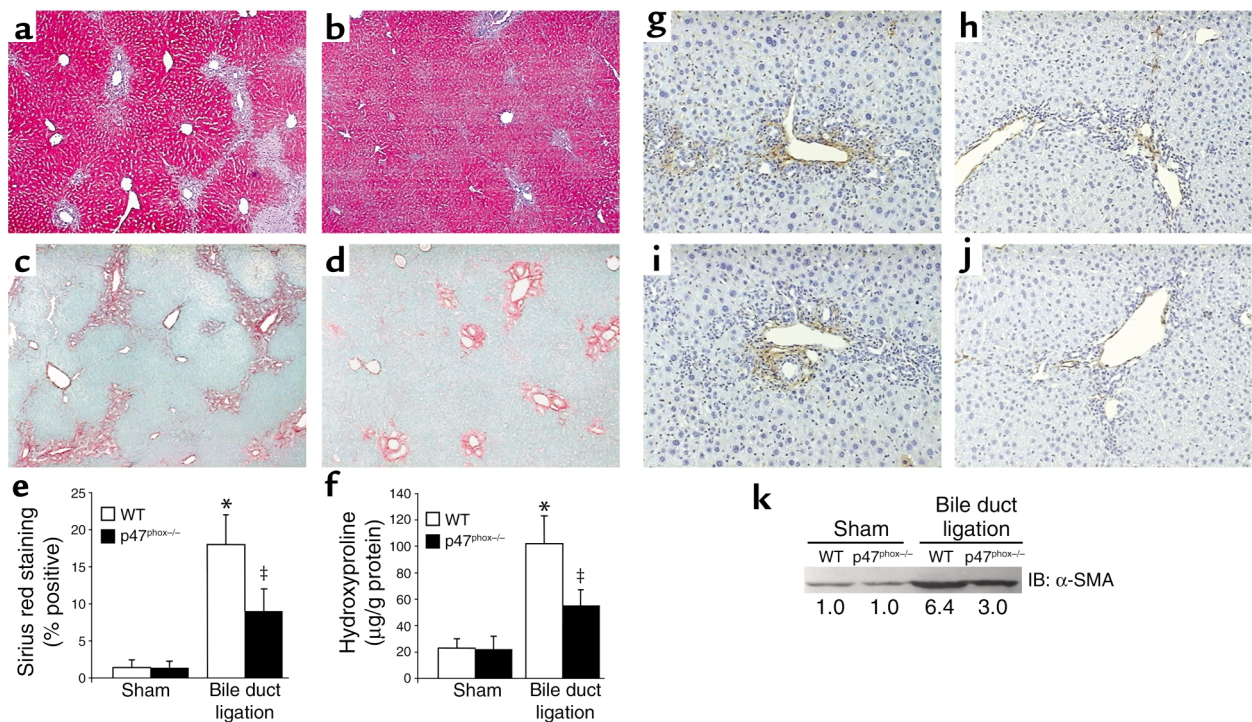 a
b
c
d
g
h
i
j
e
Sirius red staining
(% positive)
25
20
15
10
5
0
WT
p47phox–/–
*
‡
Sham
Bile duct
ligation
f
Hydroxyproline
(µg/g protein)
140
120
100
80
60
40
20
0
WT
p47phox–/–
*
‡
Sham
Bile duct
ligation
k
Sham
Bile duct
ligation
WT p47phox–/– WT p47phox–/–
IB: α-SMA
1.0 1.0 6.4 3.0